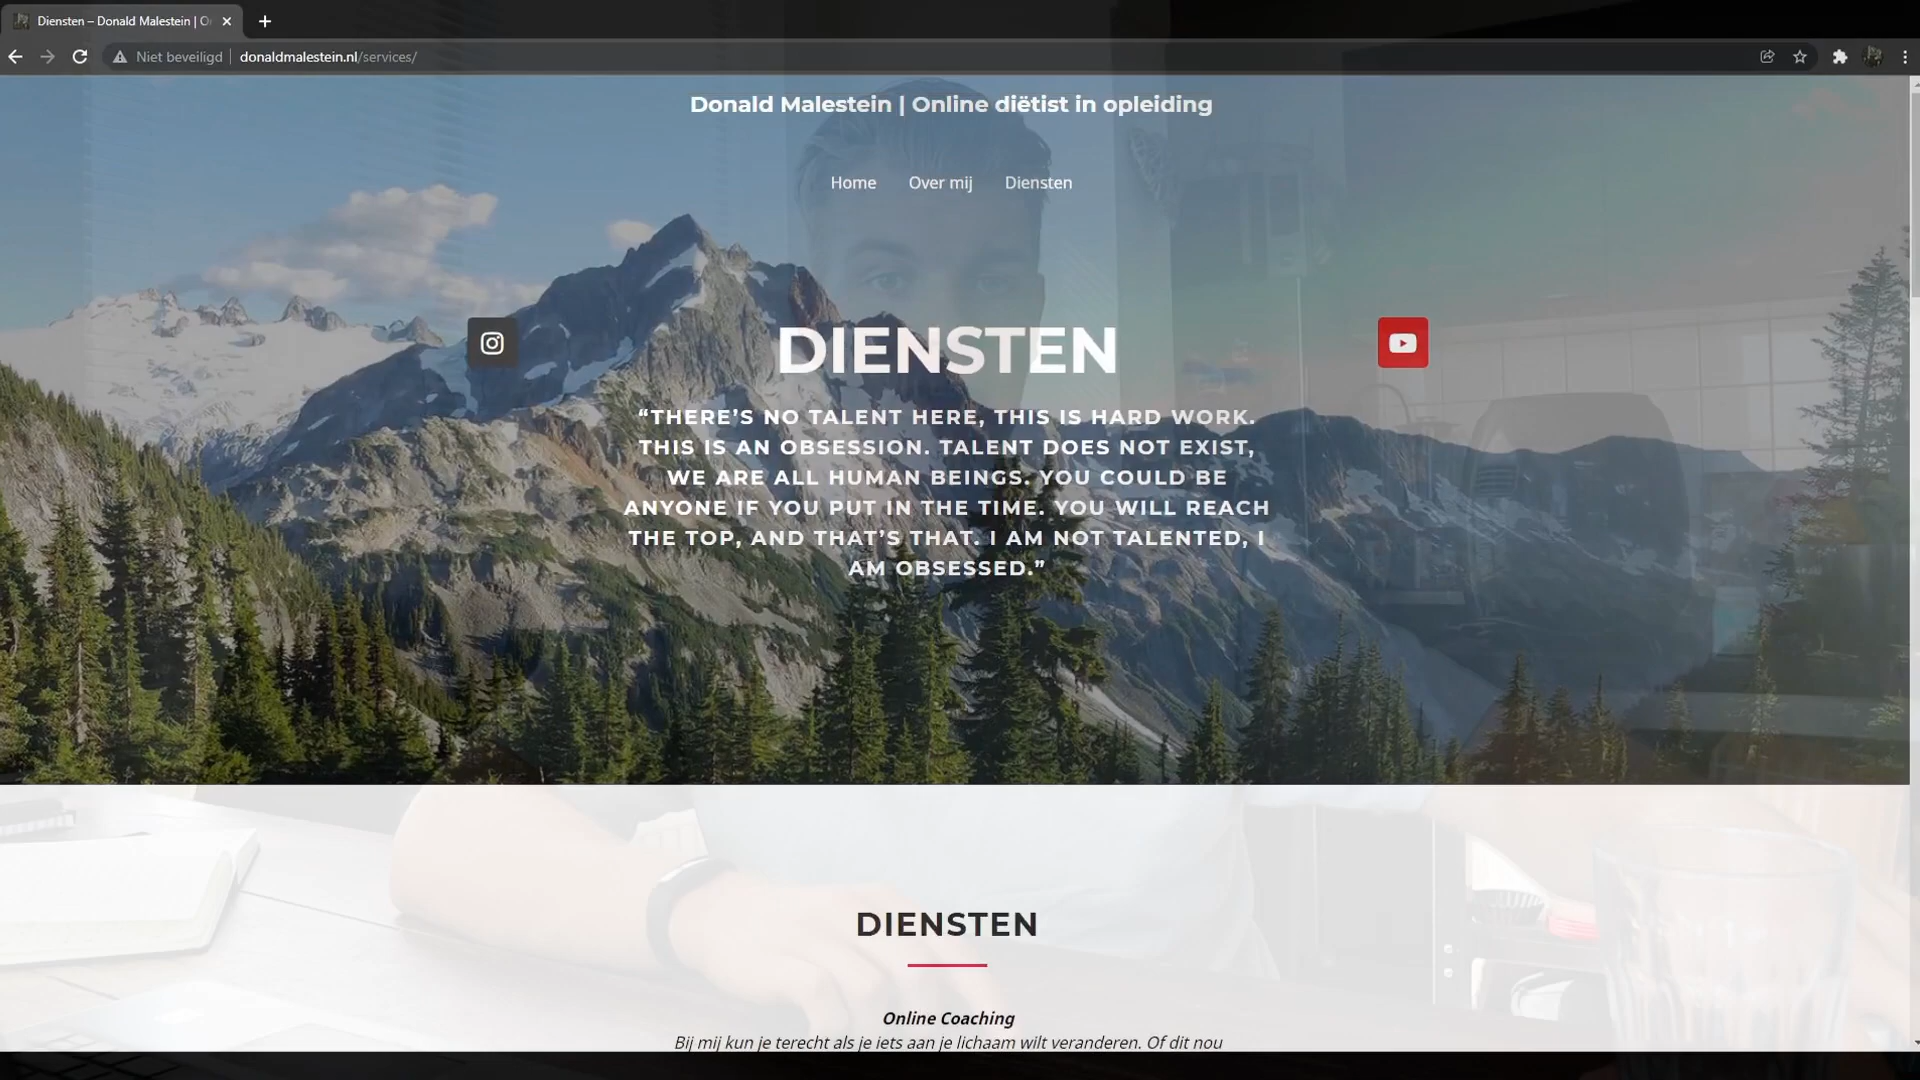 Diensten – Donald Malestein | O
Niet beveiligd
donaldmalestein.nl/services/
Donald Malestein | Online diëtist in opleiding
Home
Over mij
Diensten
DIENSTEN
“THERE’S NO TALENT HERE, THIS IS HARD WORK.
THIS IS AN OBSESSION. TALENT DOES NOT EXIST,
WE ARE ALL HUMAN BEINGS. YOU COULD BE
ANYONE IF YOU PUT IN THE TIME. YOU WILL REACH
THE TOP, AND THAT’S THAT. I AM NOT TALENTED, I
AM OBSESSED.”
DIENSTEN
Online Coaching
Bij mij kun je terecht als je iets aan je lichaam wilt veranderen. Of dit nou